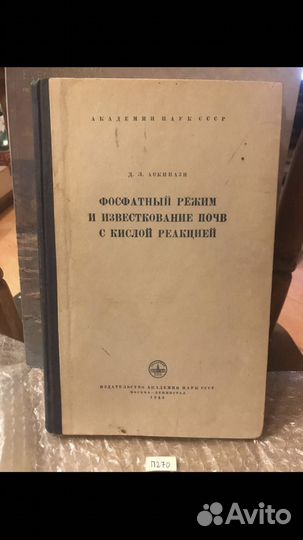 АКАДЕМИЯ НАУК СССР
Д. Л. АСКИНАЗИ
ФОСФАТНЫЙ РЕЖИМ
И ИЗВЕСТКОВАНИЕ ПОЧВ
С КИСЛОЙ РЕАКЦИЕЙ
ИЗДАТЕЛЬСТВО АКАДЕМИИ НАУК СССР
МОСКВА—ЛЕНИНГРАД
П270
Avito